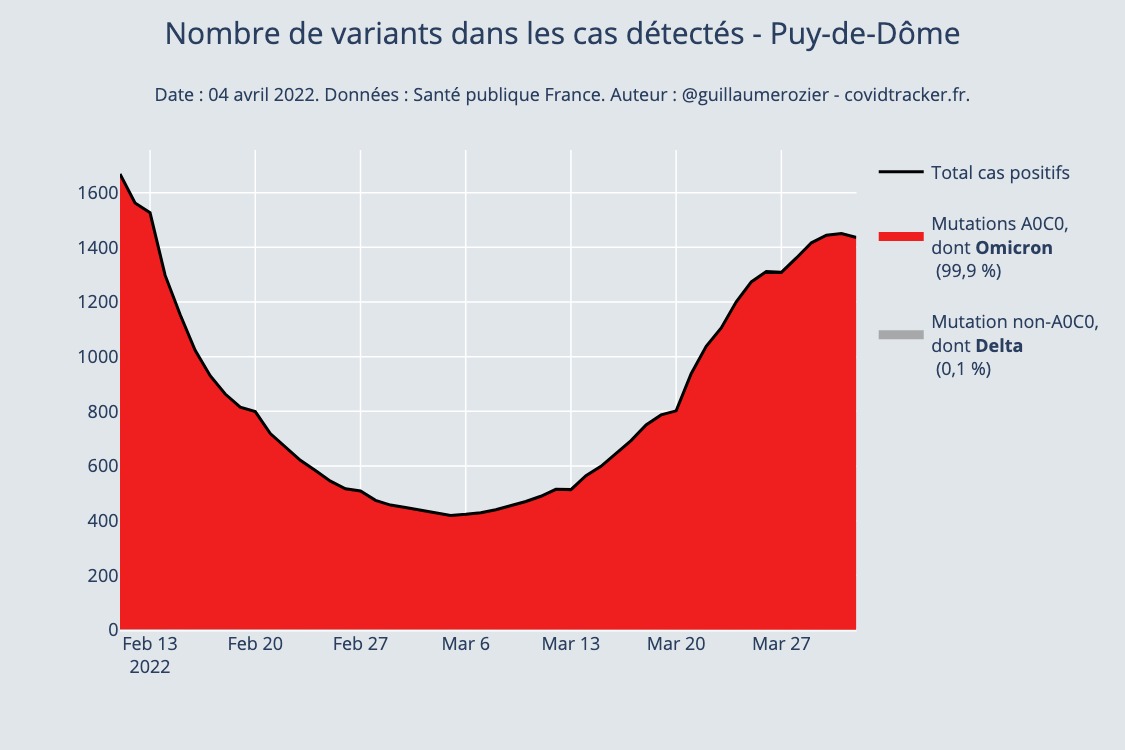 Nombre de variants dans les cas détectés - Puy-de-Dôme
Date : 04 avril 2022. Données : Santé publique France. Auteur : @guillaumerozier - covidtracker.fr.
1600
1400
1200
1000
800
600
400
200
0
Feb 13
2022
Feb 20
Feb 27
Mar 6
Mar 13
Mar 20
Mar 27
Total cas positifs
Mutations A0C0,
dont Omicron
(99,9 %)
Mutation non-A0C0,
dont Delta
(0,1 %)